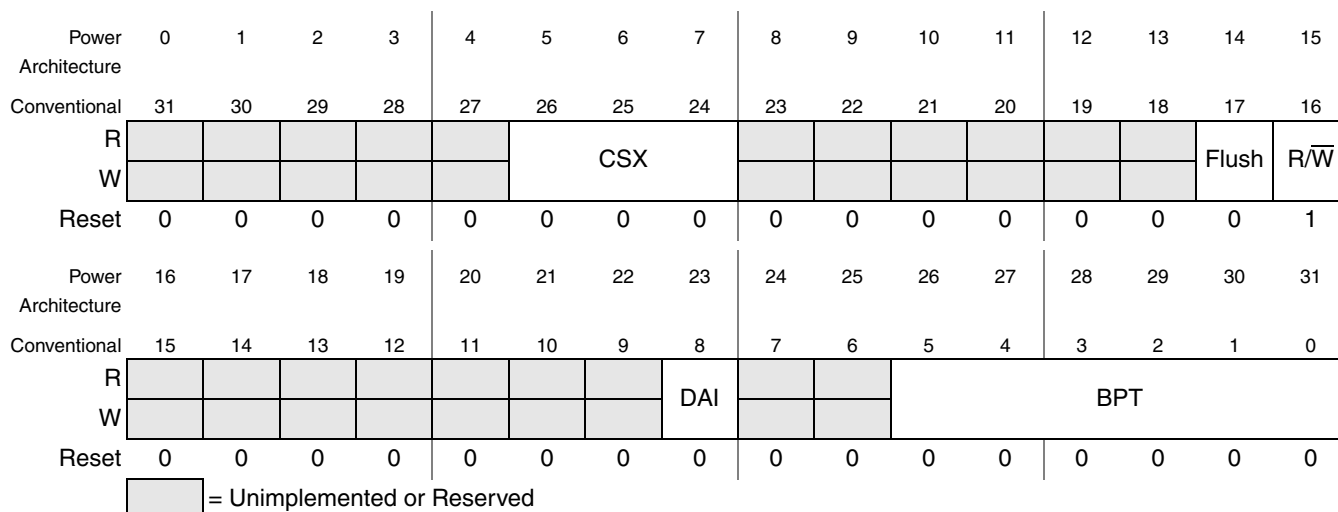 Power Architecture 0 1 2 3 4 5 6 7 8 9 10 11 12 13 14 15
Conventional 31 30 29 28 27 26 25 24 23 22 21 20 19 18 17 16
R
CSX Flush R/W̅
W
Reset 0 0 0 0 0 0 0 0 0 0 0 0 0 0 0 1
Power Architecture 16 17 18 19 20 21 22 23 24 25 26 27 28 29 30 31
Conventional 15 14 13 12 11 10 9 8 7 6 5 4 3 2 1 0
R
DAI BPT
W
Reset 0 0 0 0 0 0 0 0 0 0 0 0 0 0 0 0
= Unimplemented or Reserved